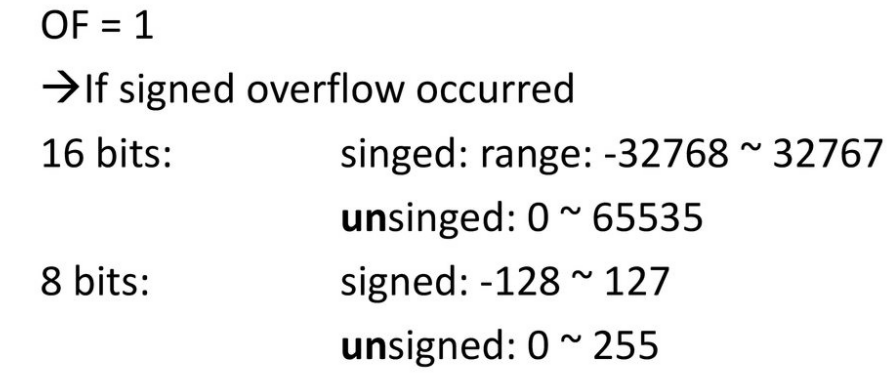 OF = 1
→If signed overflow occurred
16 bits: singed: range: -32768 ~ 32767
unsinged: 0 ~ 65535
8 bits: signed: -128 ~ 127
unsigned: 0 ~ 255